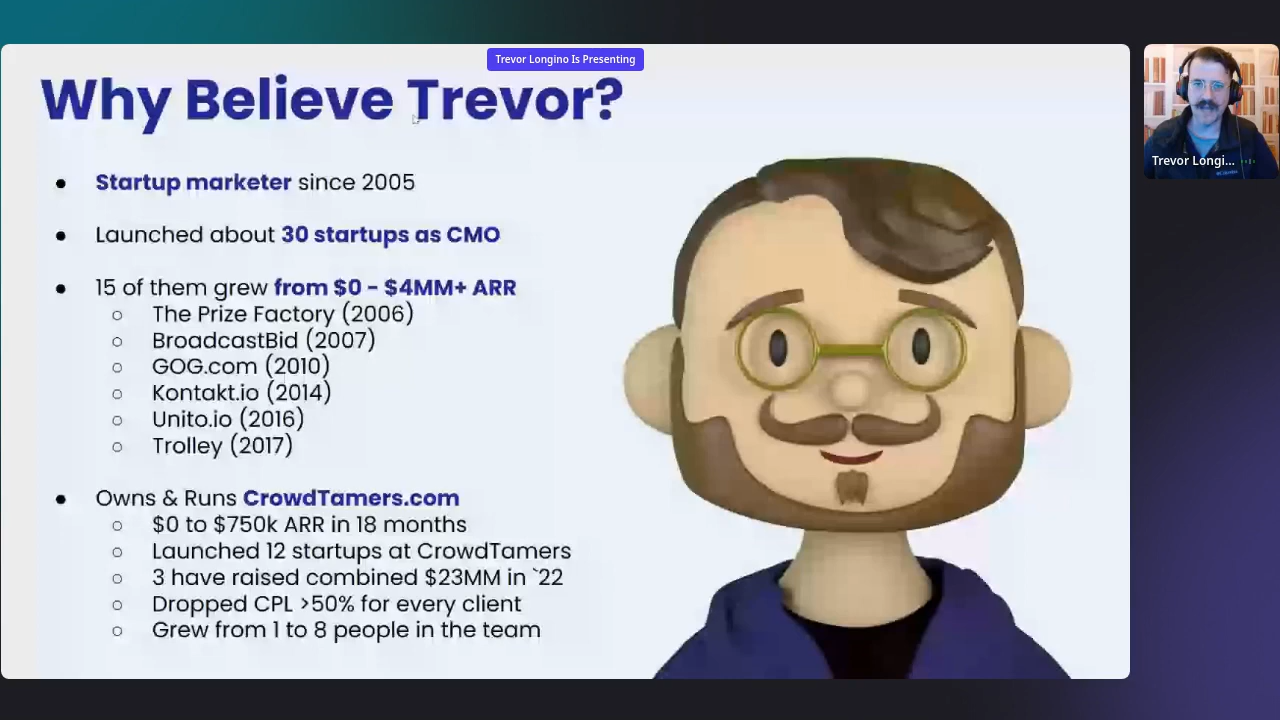 Trevor Longino Is Presenting
Why Believe Trevor?
Startup marketer since 2005
Launched about 30 startups as CMO
15 of them grew from $0 - $4MM+ ARR
The Prize Factory (2006)
BroadcastBid (2007)
GOG.com (2010)
Kontakt.io (2014)
Unito.io (2016)
Trolley (2017)
Owns & Runs CrowdTamers.com
$0 to $750k ARR in 18 months
Launched 12 startups at CrowdTamers
3 have raised combined $23MM in `22
Dropped CPL >50% for every client
Grew from 1 to 8 people in the team
Trevor Longi...